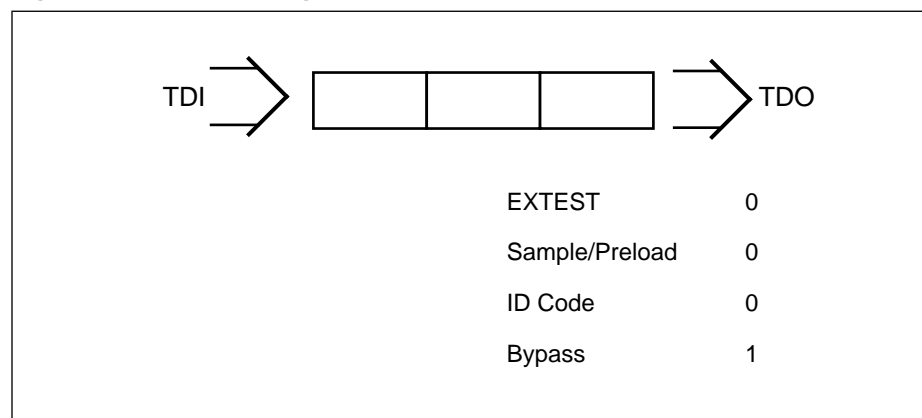 TDI TDO
EXTEST 0
Sample/Preload 0
ID Code 0
Bypass 1